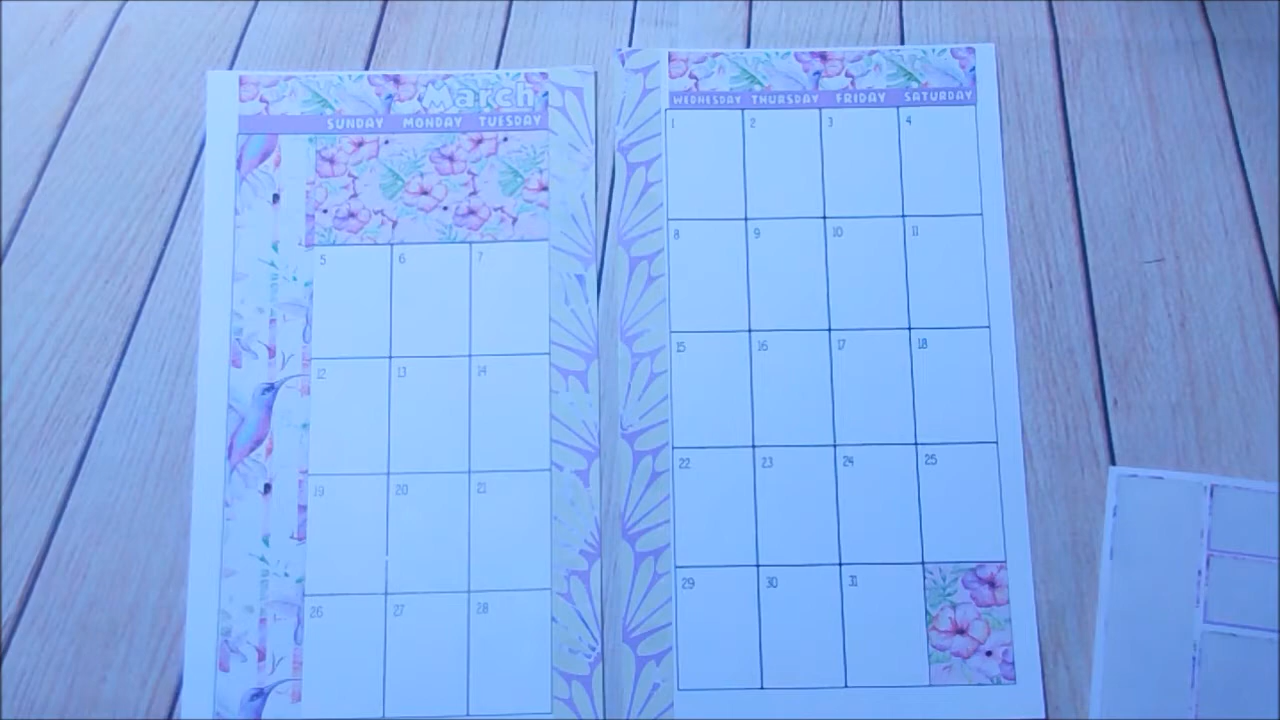 March
SUNDAY MONDAY TUESDAY
5 6 7
12 13 14
19 20 21
26 27 28
WEDNESDAY THURSDAY FRIDAY SATURDAY
1 2 3 4
8 9 10 11
15 16 17 18
22 23 24 25
29 30 31